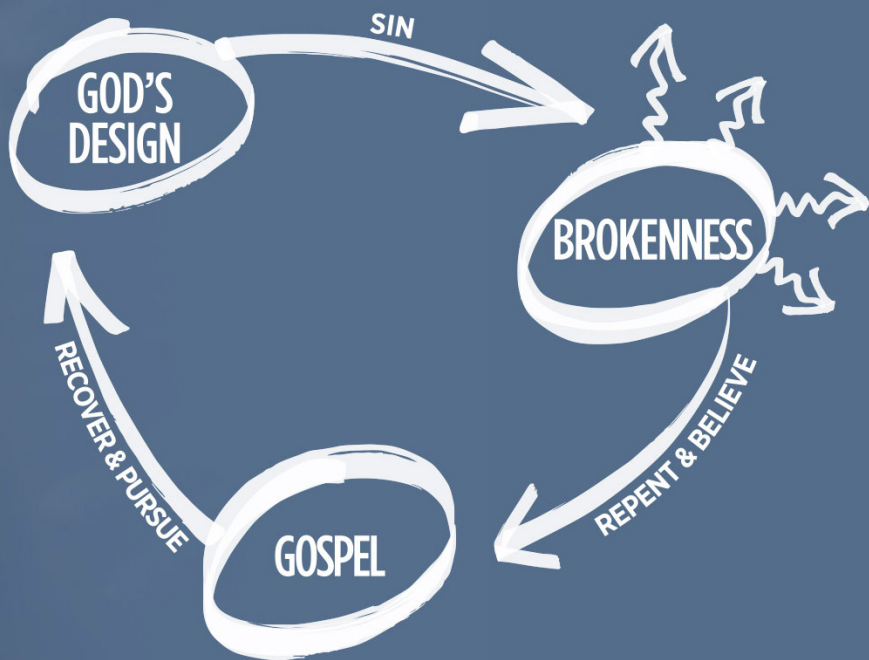 SIN
GOD'S
DESIGN
BROKENNESS
REPENT & BELIEVE
GOSPEL
RECOVER & PURSUE